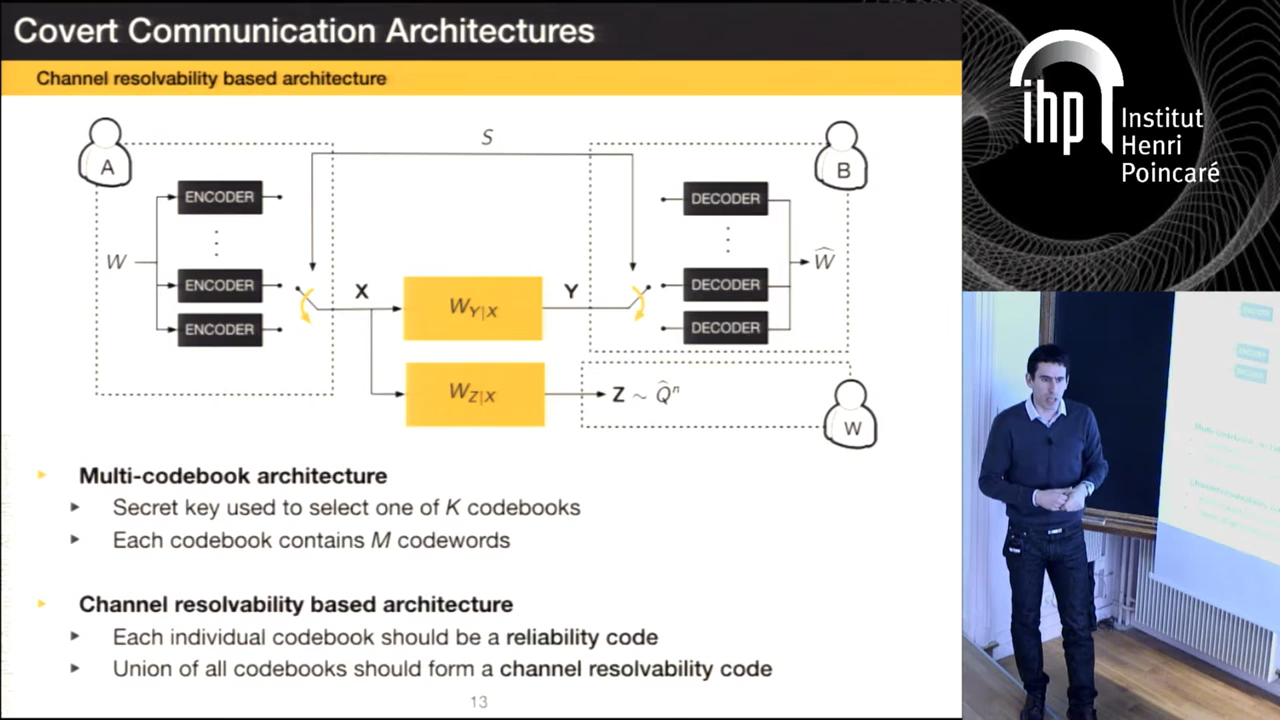 Covert Communication Architectures
Channel resolvability based architecture
S
A
B
ENCODER
DECODER
W
Ŵ
ENCODER
DECODER
X
W_{Y|X}
Y
ENCODER
DECODER
W_{Z|X}
Z ~ Q̂ⁿ
W
Multi-codebook architecture
Secret key used to select one of K codebooks
Each codebook contains M codewords
Channel resolvability based architecture
Each individual codebook should be a reliability code
Union of all codebooks should form a channel resolvability code
13
ihp
Institut
Henri
Poincaré